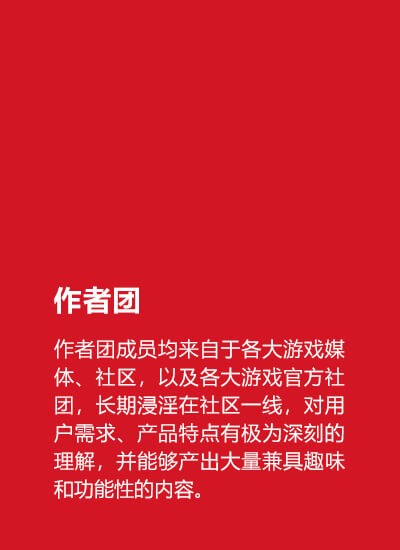 作者团
作者团成员均来自于各大游戏媒
体、社区，以及各大游戏官方社
团，长期浸淫在社区一线，对用
户需求、产品特点有极为深刻的
理解，并能够产出大量兼具趣味
和功能性的内容。